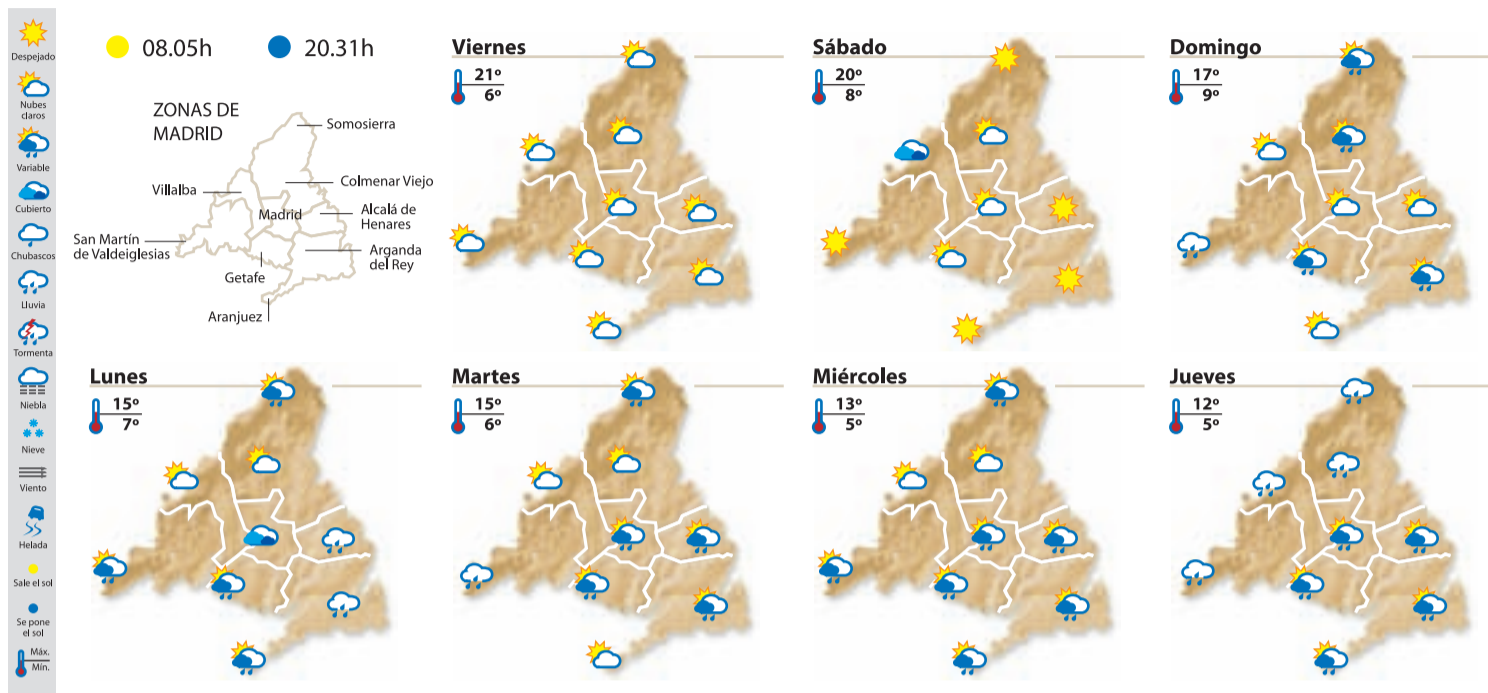 Despejado
Nubes
claros
Variable
Cubierto
Chubascos
Lluvia
Tormenta
Niebla
Nieve
Viento
Helada
Sale el sol
Se pone
el sol
Máx.
Mín.
08.05h
20.31h
ZONAS DE
MADRID
Somosierra
Colmenar Viejo
Villalba
Madrid
Alcalá de
Henares
San Martín
de Valdeiglesias
Arganda
del Rey
Getafe
Aranjuez
Viernes
21º
6º
Sábado
20º
8º
Domingo
17º
9º
Lunes
15º
7º
Martes
15º
6º
Miércoles
13º
5º
Jueves
12º
5º